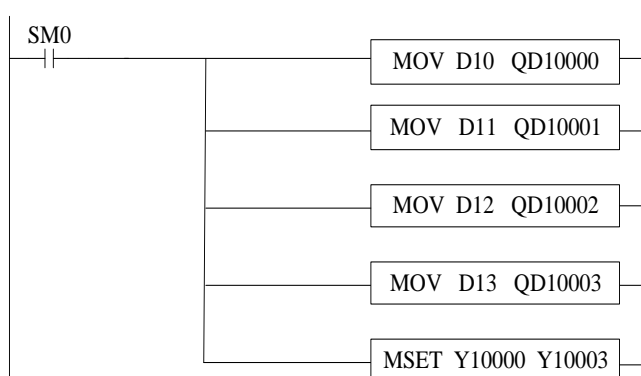 SM0
MOV D10 QD10000
MOV D11 QD10001
MOV D12 QD10002
MOV D13 QD10003
MSET Y10000 Y10003